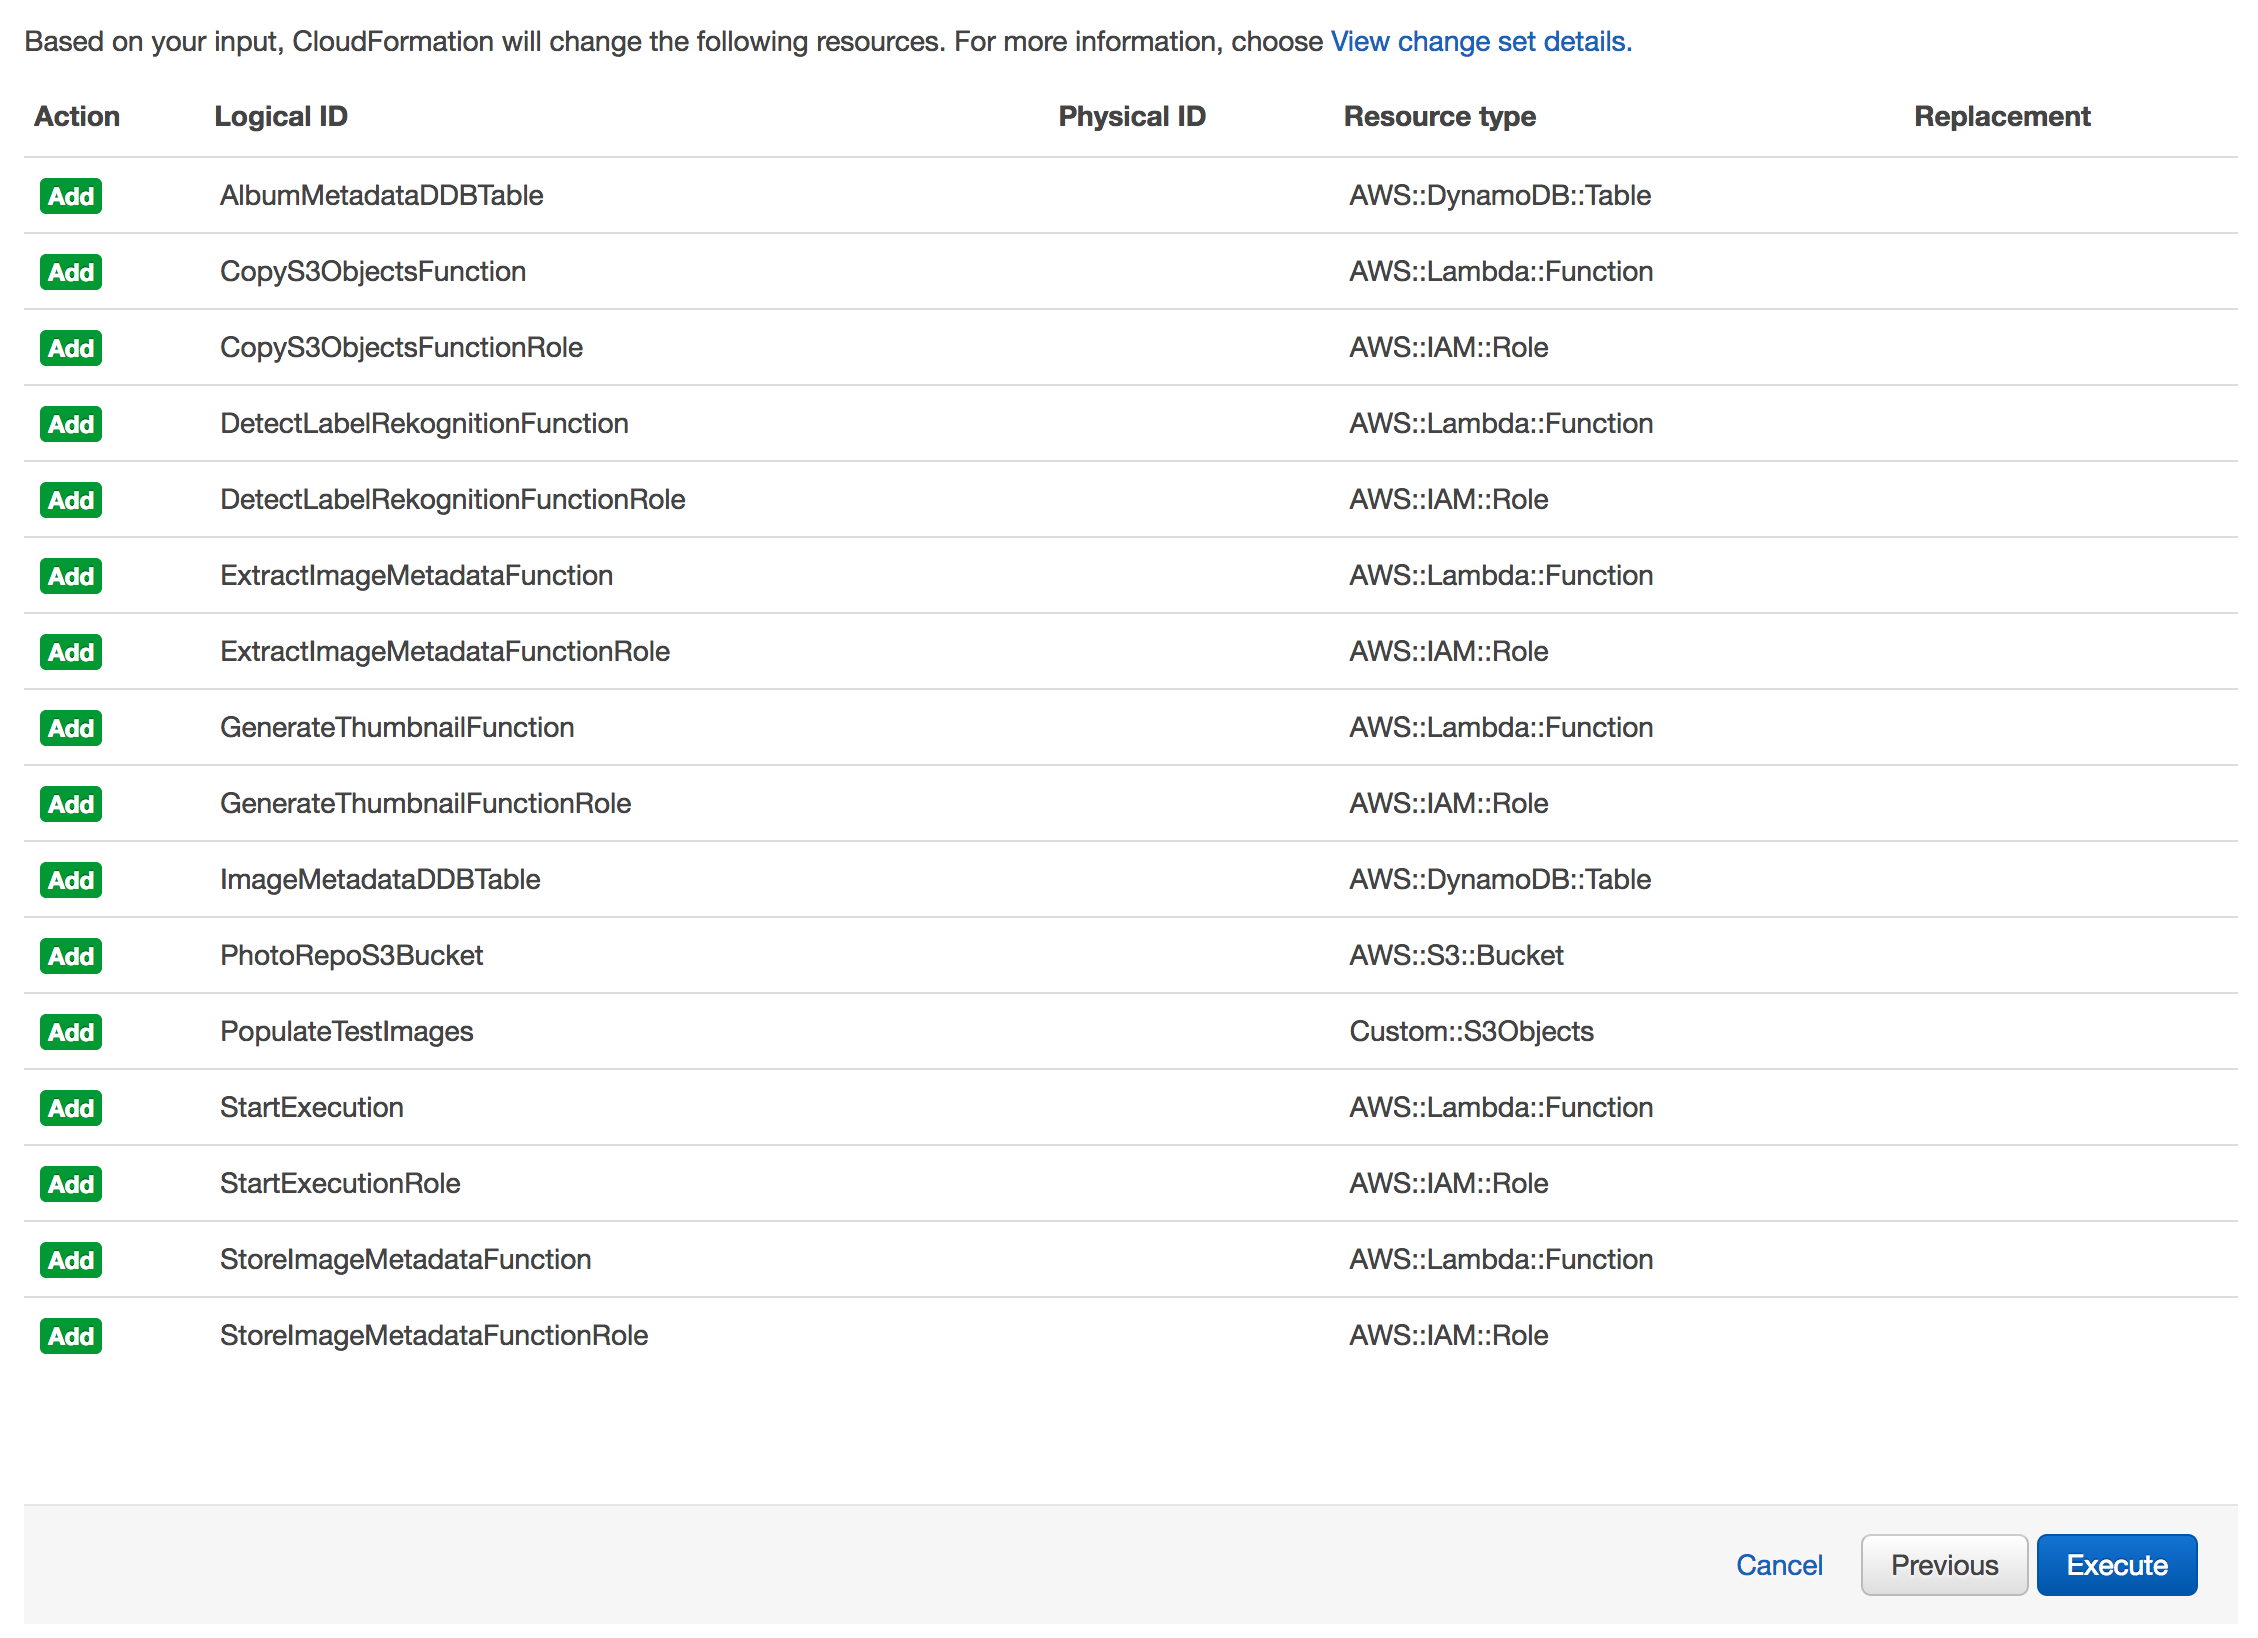 Based on your input, CloudFormation will change the following resources. For more information, choose View change set details.
Action Logical ID Physical ID Resource type Replacement
Add AlbumMetadataDDBTable AWS::DynamoDB::Table
Add CopyS3ObjectsFunction AWS::Lambda::Function
Add CopyS3ObjectsFunctionRole AWS::IAM::Role
Add DetectLabelRekognitionFunction AWS::Lambda::Function
Add DetectLabelRekognitionFunctionRole AWS::IAM::Role
Add ExtractImageMetadataFunction AWS::Lambda::Function
Add ExtractImageMetadataFunctionRole AWS::IAM::Role
Add GenerateThumbnailFunction AWS::Lambda::Function
Add GenerateThumbnailFunctionRole AWS::IAM::Role
Add ImageMetadataDDBTable AWS::DynamoDB::Table
Add PhotoRepoS3Bucket AWS::S3::Bucket
Add PopulateTestImages Custom::S3Objects
Add StartExecution AWS::Lambda::Function
Add StartExecutionRole AWS::IAM::Role
Add StoreImageMetadataFunction AWS::Lambda::Function
Add StoreImageMetadataFunctionRole AWS::IAM::Role
Cancel Previous Execute